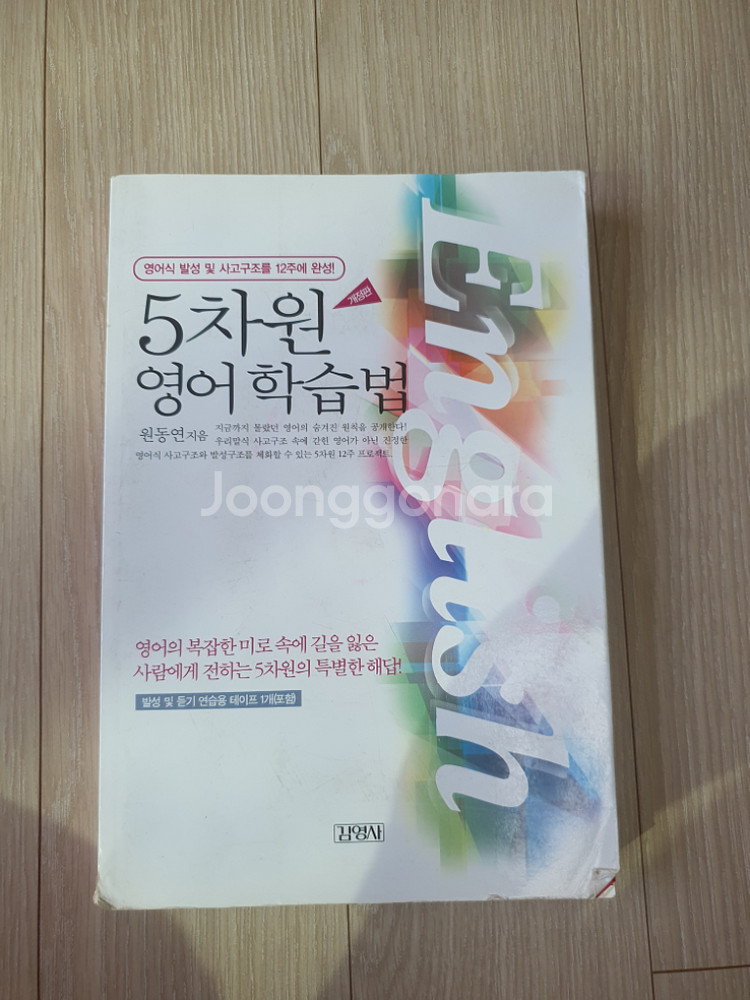 영어식 발성 및 사고구조를 12주에 완성!
5차원
개정판
영어 학습법
원동연 지음
지금까지 몰랐던 영어의 숨겨진 원칙을 공개한다!
우리말식 사고구조 속에 갇힌 영어가 아닌 진정한
영어식 사고구조와 발성구조를 체화할 수 있는 5차원 12주 프로젝트.
English
Joonggonara
영어의 복잡한 미로 속에 길을 잃은
사람에게 전하는 5차원의 특별한 해답!
발성 및 듣기 연습용 테이프 1개(포함)
김영사